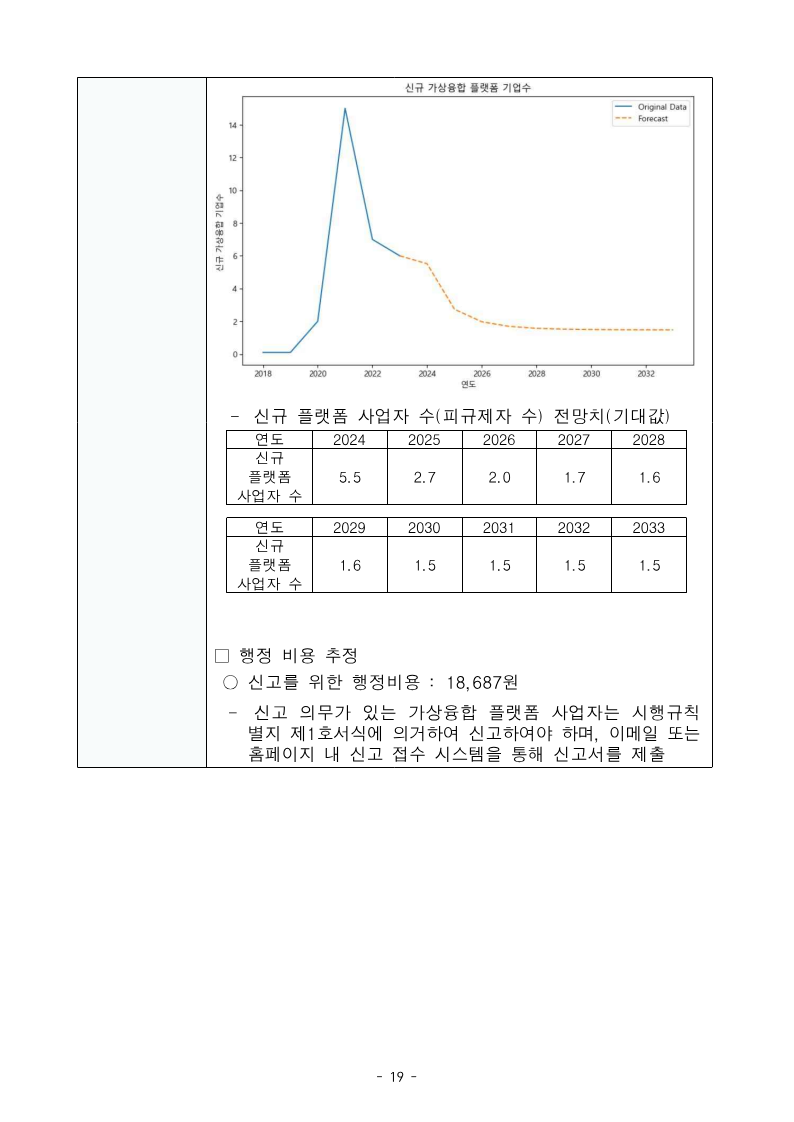 신규 가상융합 플랫폼 기업수
Original Data
Forecast
신규 가상융합 기업수
14
12
10
8
6
4
2
0
2018 2020 2022 2024 2026 2028 2030 2032
연도
- 신규 플랫폼 사업자 수(피규제자 수) 전망치(기대값)
연도 2024 2025 2026 2027 2028
신규
플랫폼 5.5 2.7 2.0 1.7 1.6
사업자 수
연도 2029 2030 2031 2032 2033
신규
플랫폼 1.6 1.5 1.5 1.5 1.5
사업자 수
□ 행정 비용 추정
○ 신고를 위한 행정비용 : 18,687원
- 신고 의무가 있는 가상융합 플랫폼 사업자는 시행규칙
별지 제1호서식에 의거하여 신고하여야 하며, 이메일 또는
홈페이지 내 신고 접수 시스템을 통해 신고서를 제출
- 19 -